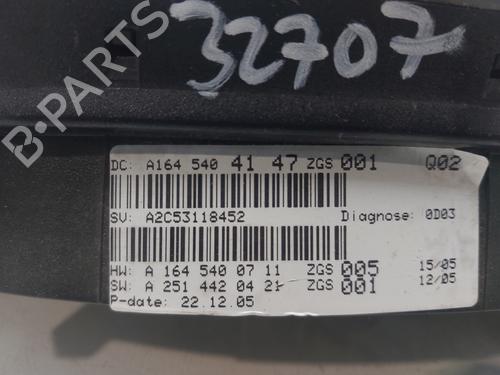 32707
DC: A164 540 41 47 ZGS 001 Q02
SV: A2C53118452 Diagnose: 0D03
HW: A 164 540 07 11 ZGS 005 15/05
SW: A 251 442 04 21 ZGS 001 12/05
P-date: 22.12.05
B-PARTS